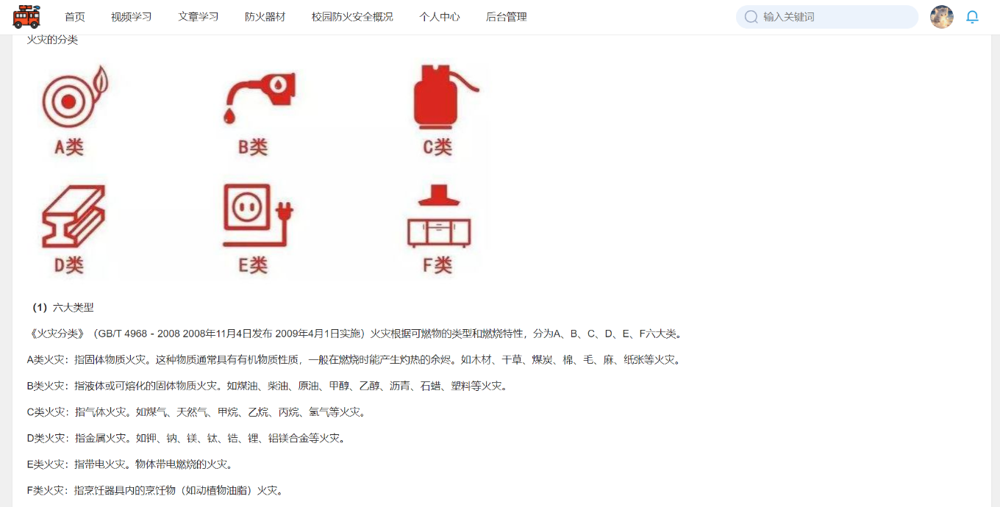 首页 视频学习 文章学习 防火器材 校园防火安全概况 个人中心 后台管理 输入关键词
火灾的分类
A类 B类 C类
D类 E类 F类
（1）六大类型
《火灾分类》（GB/T 4968 - 2008 2008年11月4日发布 2009年4月1日实施）火灾根据可燃物的类型和燃烧特性，分为A、B、C、D、E、F六大类。
A类火灾：指固体物质火灾。这种物质通常具有有机物质性质，一般在燃烧时能产生灼热的余烬。如木材、干草、煤炭、棉、毛、麻、纸张等火灾。
B类火灾：指液体或可熔化的固体物质火灾。如煤油、柴油、原油、甲醇、乙醇、沥青、石蜡、塑料等火灾。
C类火灾：指气体火灾。如煤气、天然气、甲烷、乙烷、丙烷、氢气等火灾。
D类火灾：指金属火灾。如钾、钠、镁、钛、锆、锂、铝镁合金等火灾。
E类火灾：指带电火灾。物体带电燃烧的火灾。
F类火灾：指烹饪器具内的烹饪物（如动植物油脂）火灾。